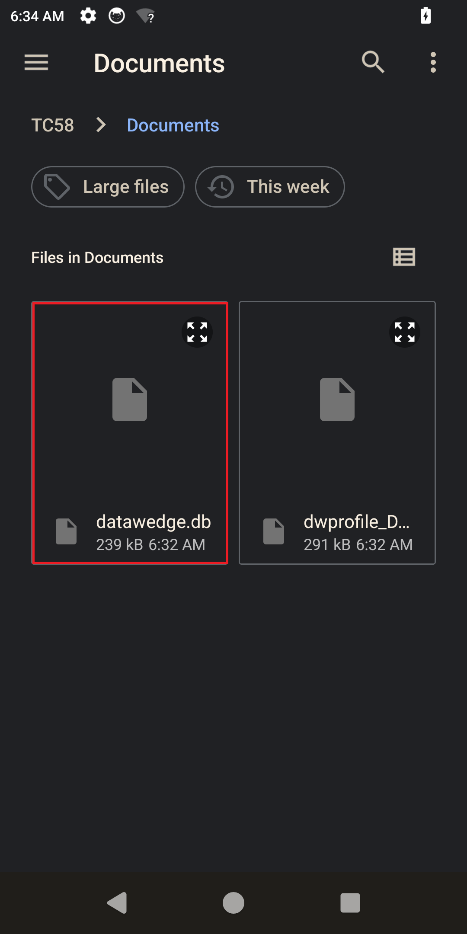 6:34 AM
Documents
TC58 Documents
Large files
This week
Files in Documents
datawedge.db
239 kB 6:32 AM
dwprofile_D...
291 kB 6:32 AM